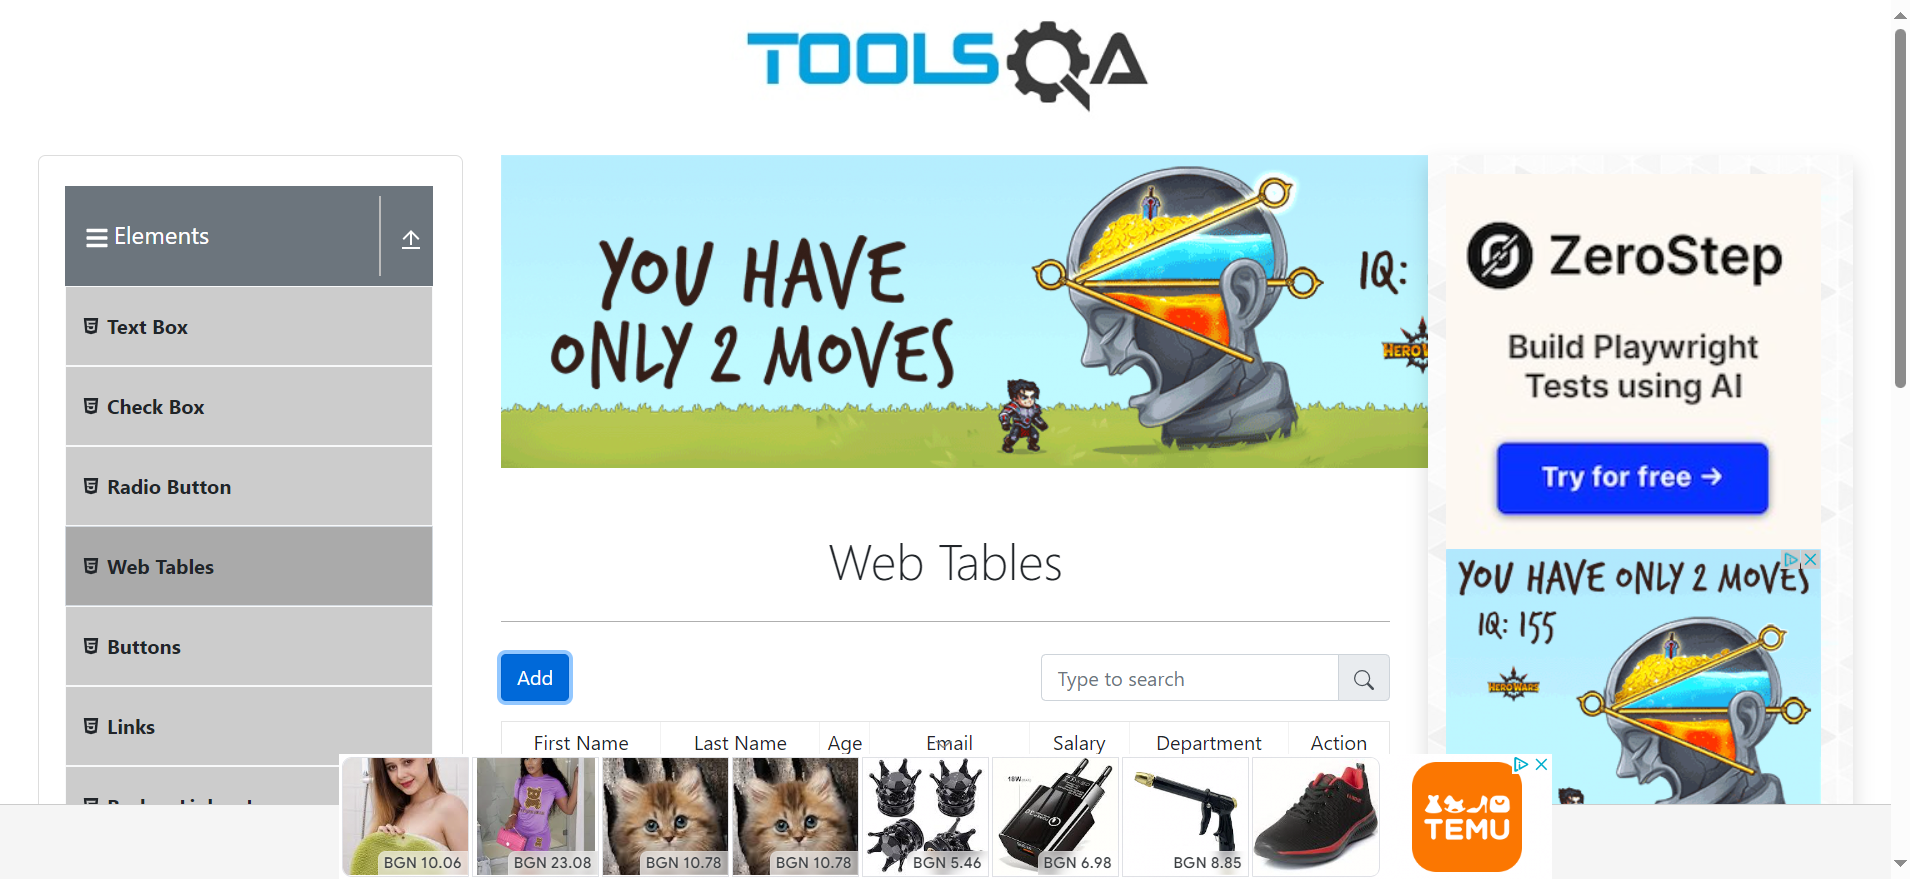 TOOLSQA
Elements
Text Box
Check Box
Radio Button
Web Tables
Buttons
Links
YOU HAVE
ONLY 2 MOVES
IQ:
Web Tables
Add
Type to search
First Name
Last Name
Age
Email
Salary
Department
Action
ZeroStep
Build Playwright
Tests using AI
Try for free →
YOU HAVE ONLY 2 MOVES
IQ: 155
HERO WARS
BGN 10.06
BGN 23.08
BGN 10.78
BGN 10.78
BGN 5.46
18W
BGN 6.98
BGN 8.85
TEMU